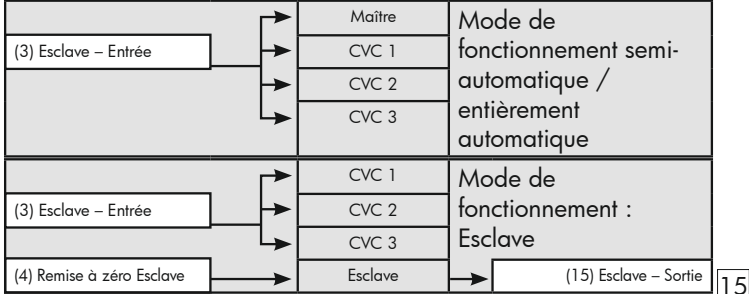 Maître
(3) Esclave – Entrée
CVC 1
CVC 2
CVC 3
Mode de
fonctionnement semi-
automatique /
entièrement
automatique
CVC 1
(3) Esclave – Entrée
CVC 2
CVC 3
Mode de
fonctionnement :
Esclave
(4) Remise à zéro Esclave
Esclave
(15) Esclave – Sortie
15